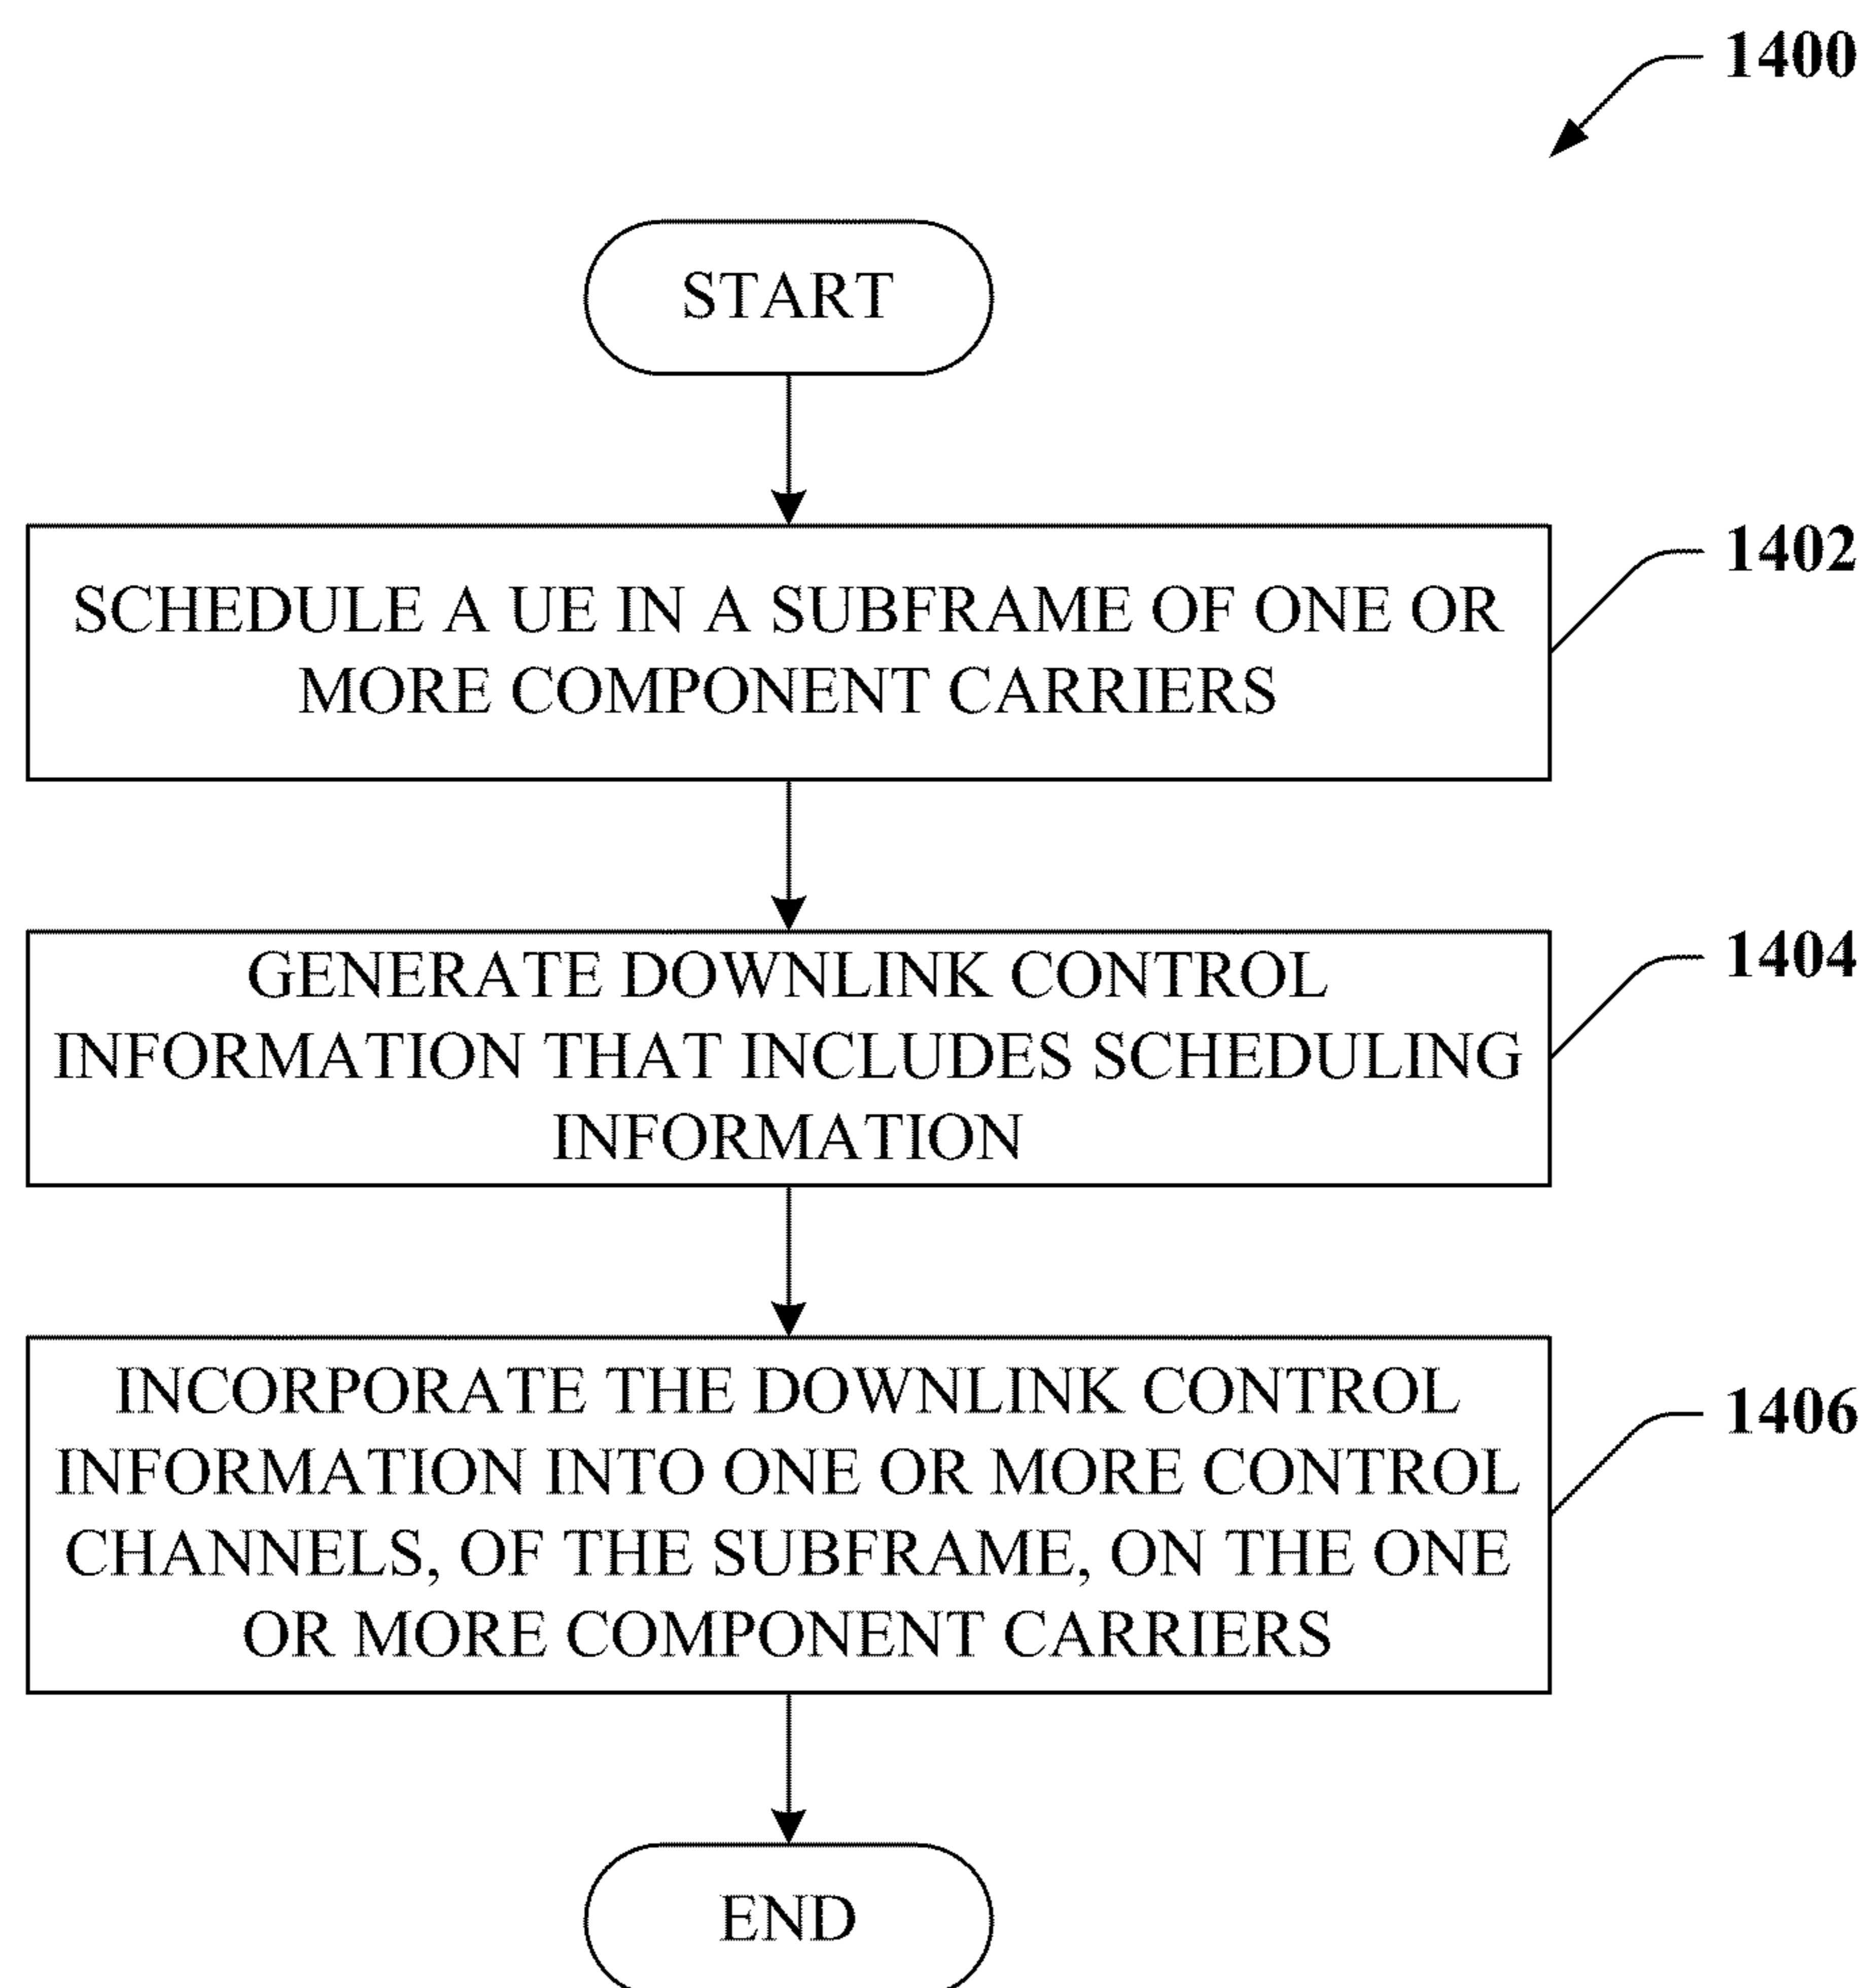 1400
START
1402
SCHEDULE A UE IN A SUBFRAME OF ONE OR
MORE COMPONENT CARRIERS
1404
GENERATE DOWNLINK CONTROL
INFORMATION THAT INCLUDES SCHEDULING
INFORMATION
1406
INCORPORATE THE DOWNLINK CONTROL
INFORMATION INTO ONE OR MORE CONTROL
CHANNELS, OF THE SUBFRAME, ON THE ONE
OR MORE COMPONENT CARRIERS
END